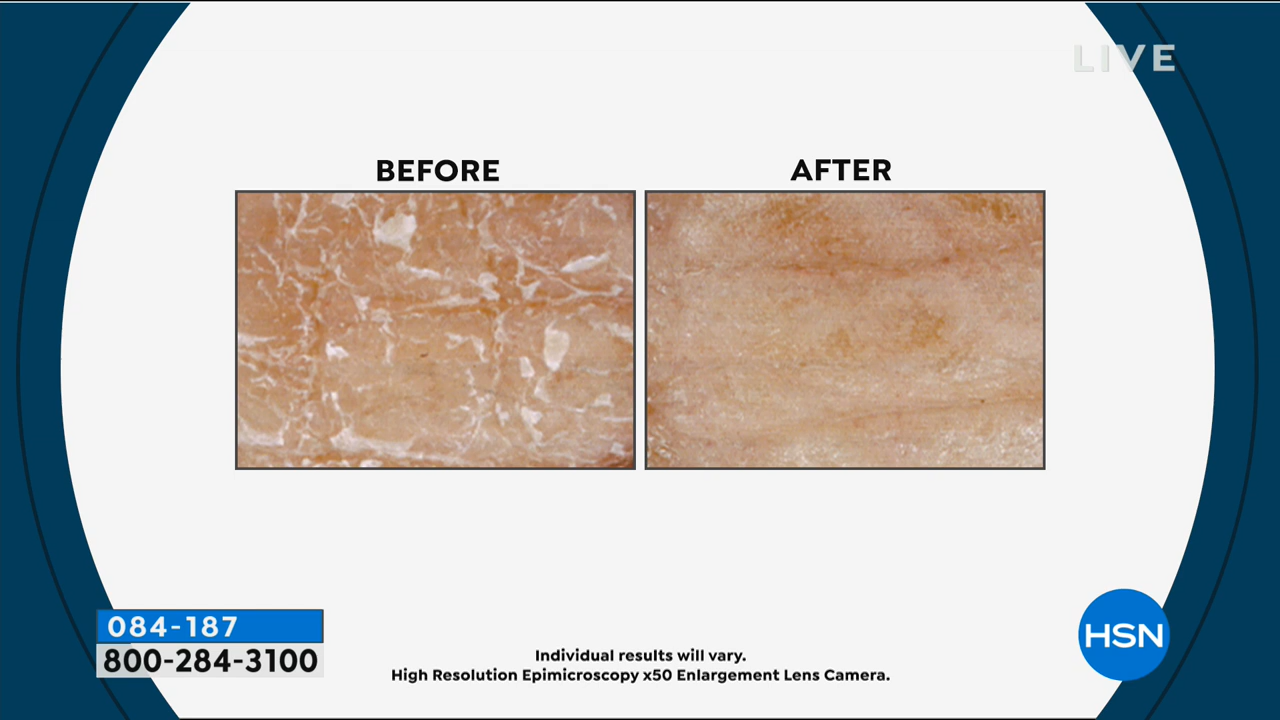 LIVE
BEFORE
AFTER
084-187
800-284-3100
Individual results will vary.
High Resolution Epimicroscopy x50 Enlargement Lens Camera.
HSN